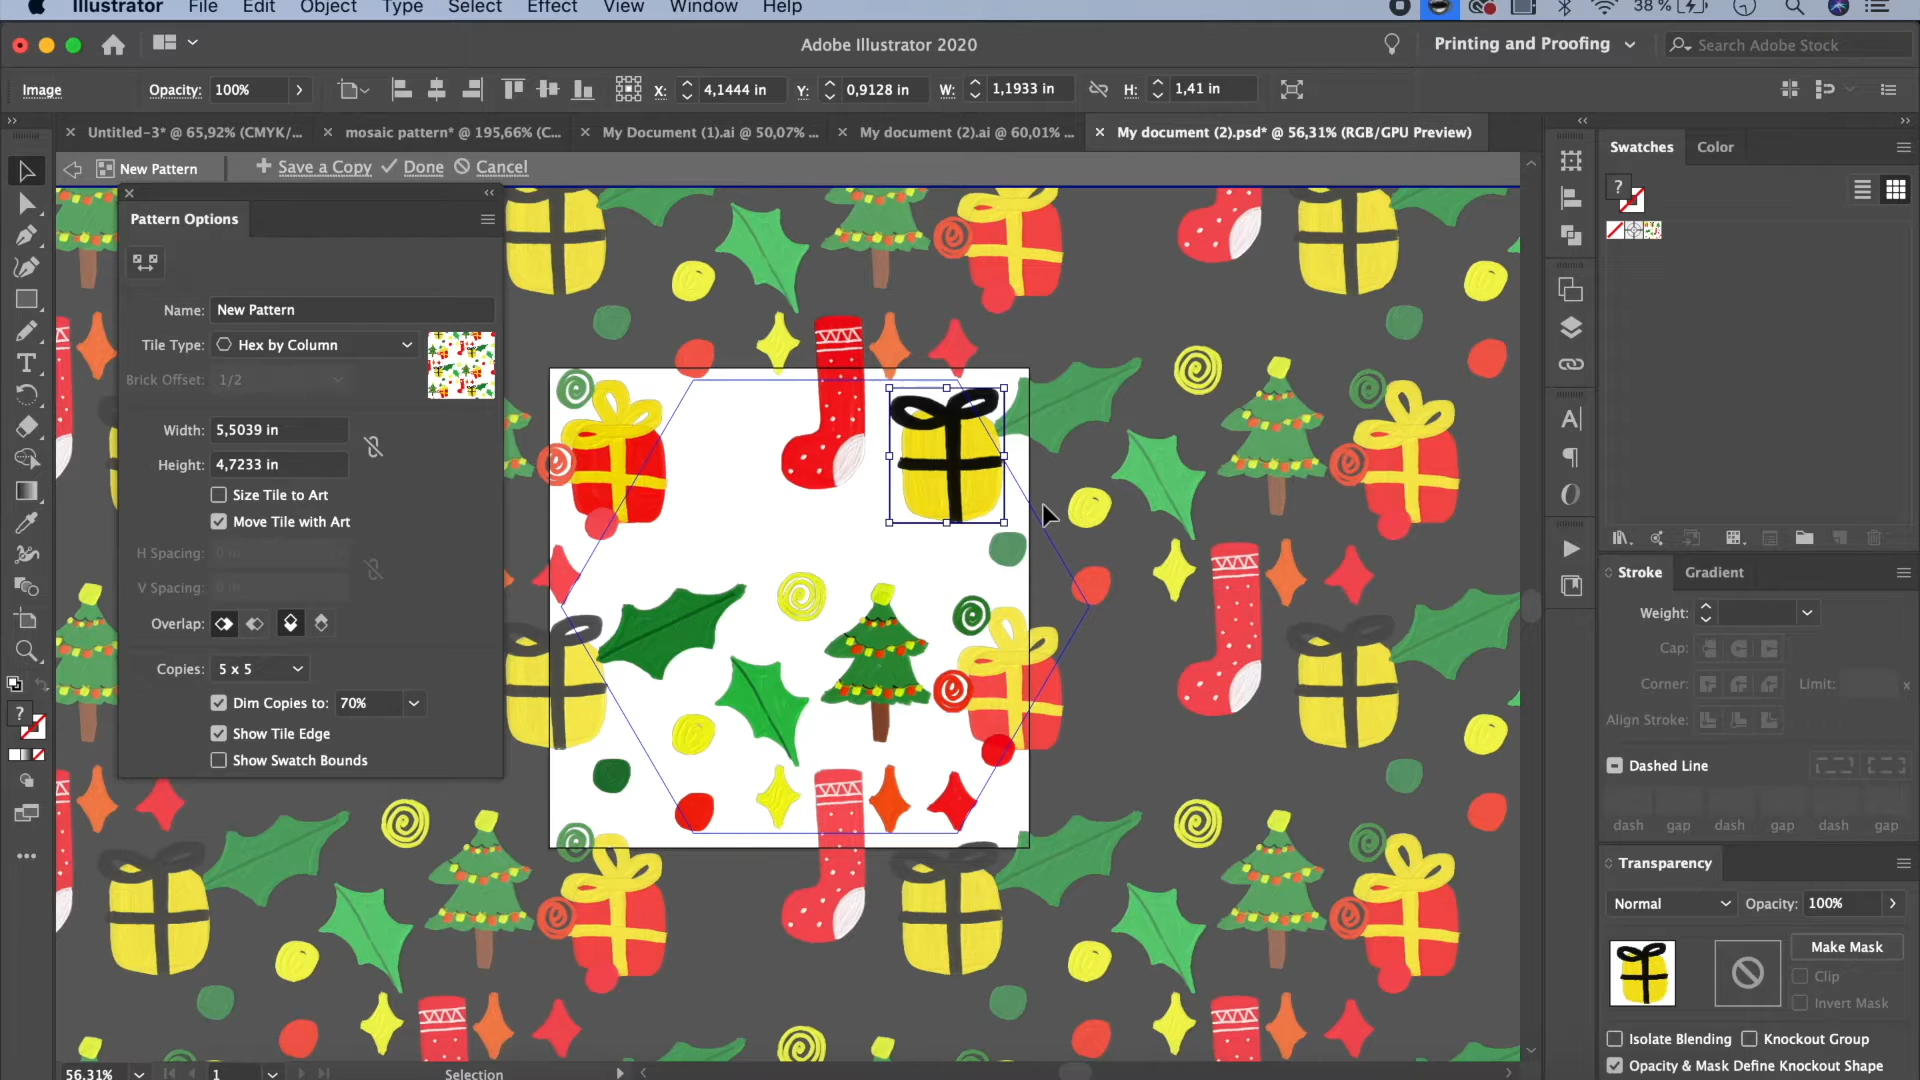 Illustrator File Edit Object Type Select Effect View Window Help 38 %
Adobe Illustrator 2020 Printing and Proofing Search Adobe Stock
Image Opacity: 100% X: 4,1444 in Y: 0,9128 in W: 1,1933 in H: 1,41 in
Untitled-3* @ 65,92% (CMYK/... mosaic pattern* @ 195,66% (C... My Document (1).ai @ 50,07% ... My document (2).ai @ 60,01% ... My document (2).psd* @ 56,31% (RGB/GPU Preview)
New Pattern Save a Copy Done Cancel
Pattern Options
Name: New Pattern
Tile Type: Hex by Column
Brick Offset: 1/2
Width: 5,5039 in
Height: 4,7233 in
Size Tile to Art
Move Tile with Art
H Spacing: 0 in
V Spacing: 0 in
Overlap:
Copies: 5 x 5
Dim Copies to: 70%
Show Tile Edge
Show Swatch Bounds
Swatches Color
Stroke Gradient
Weight:
Cap:
Corner: Limit: x
Align Stroke:
Dashed Line
dash gap dash gap dash gap
Transparency
Normal Opacity: 100%
Make Mask
Clip
Invert Mask
Isolate Blending Knockout Group
Opacity & Mask Define Knockout Shape
56,31% 1 Selection